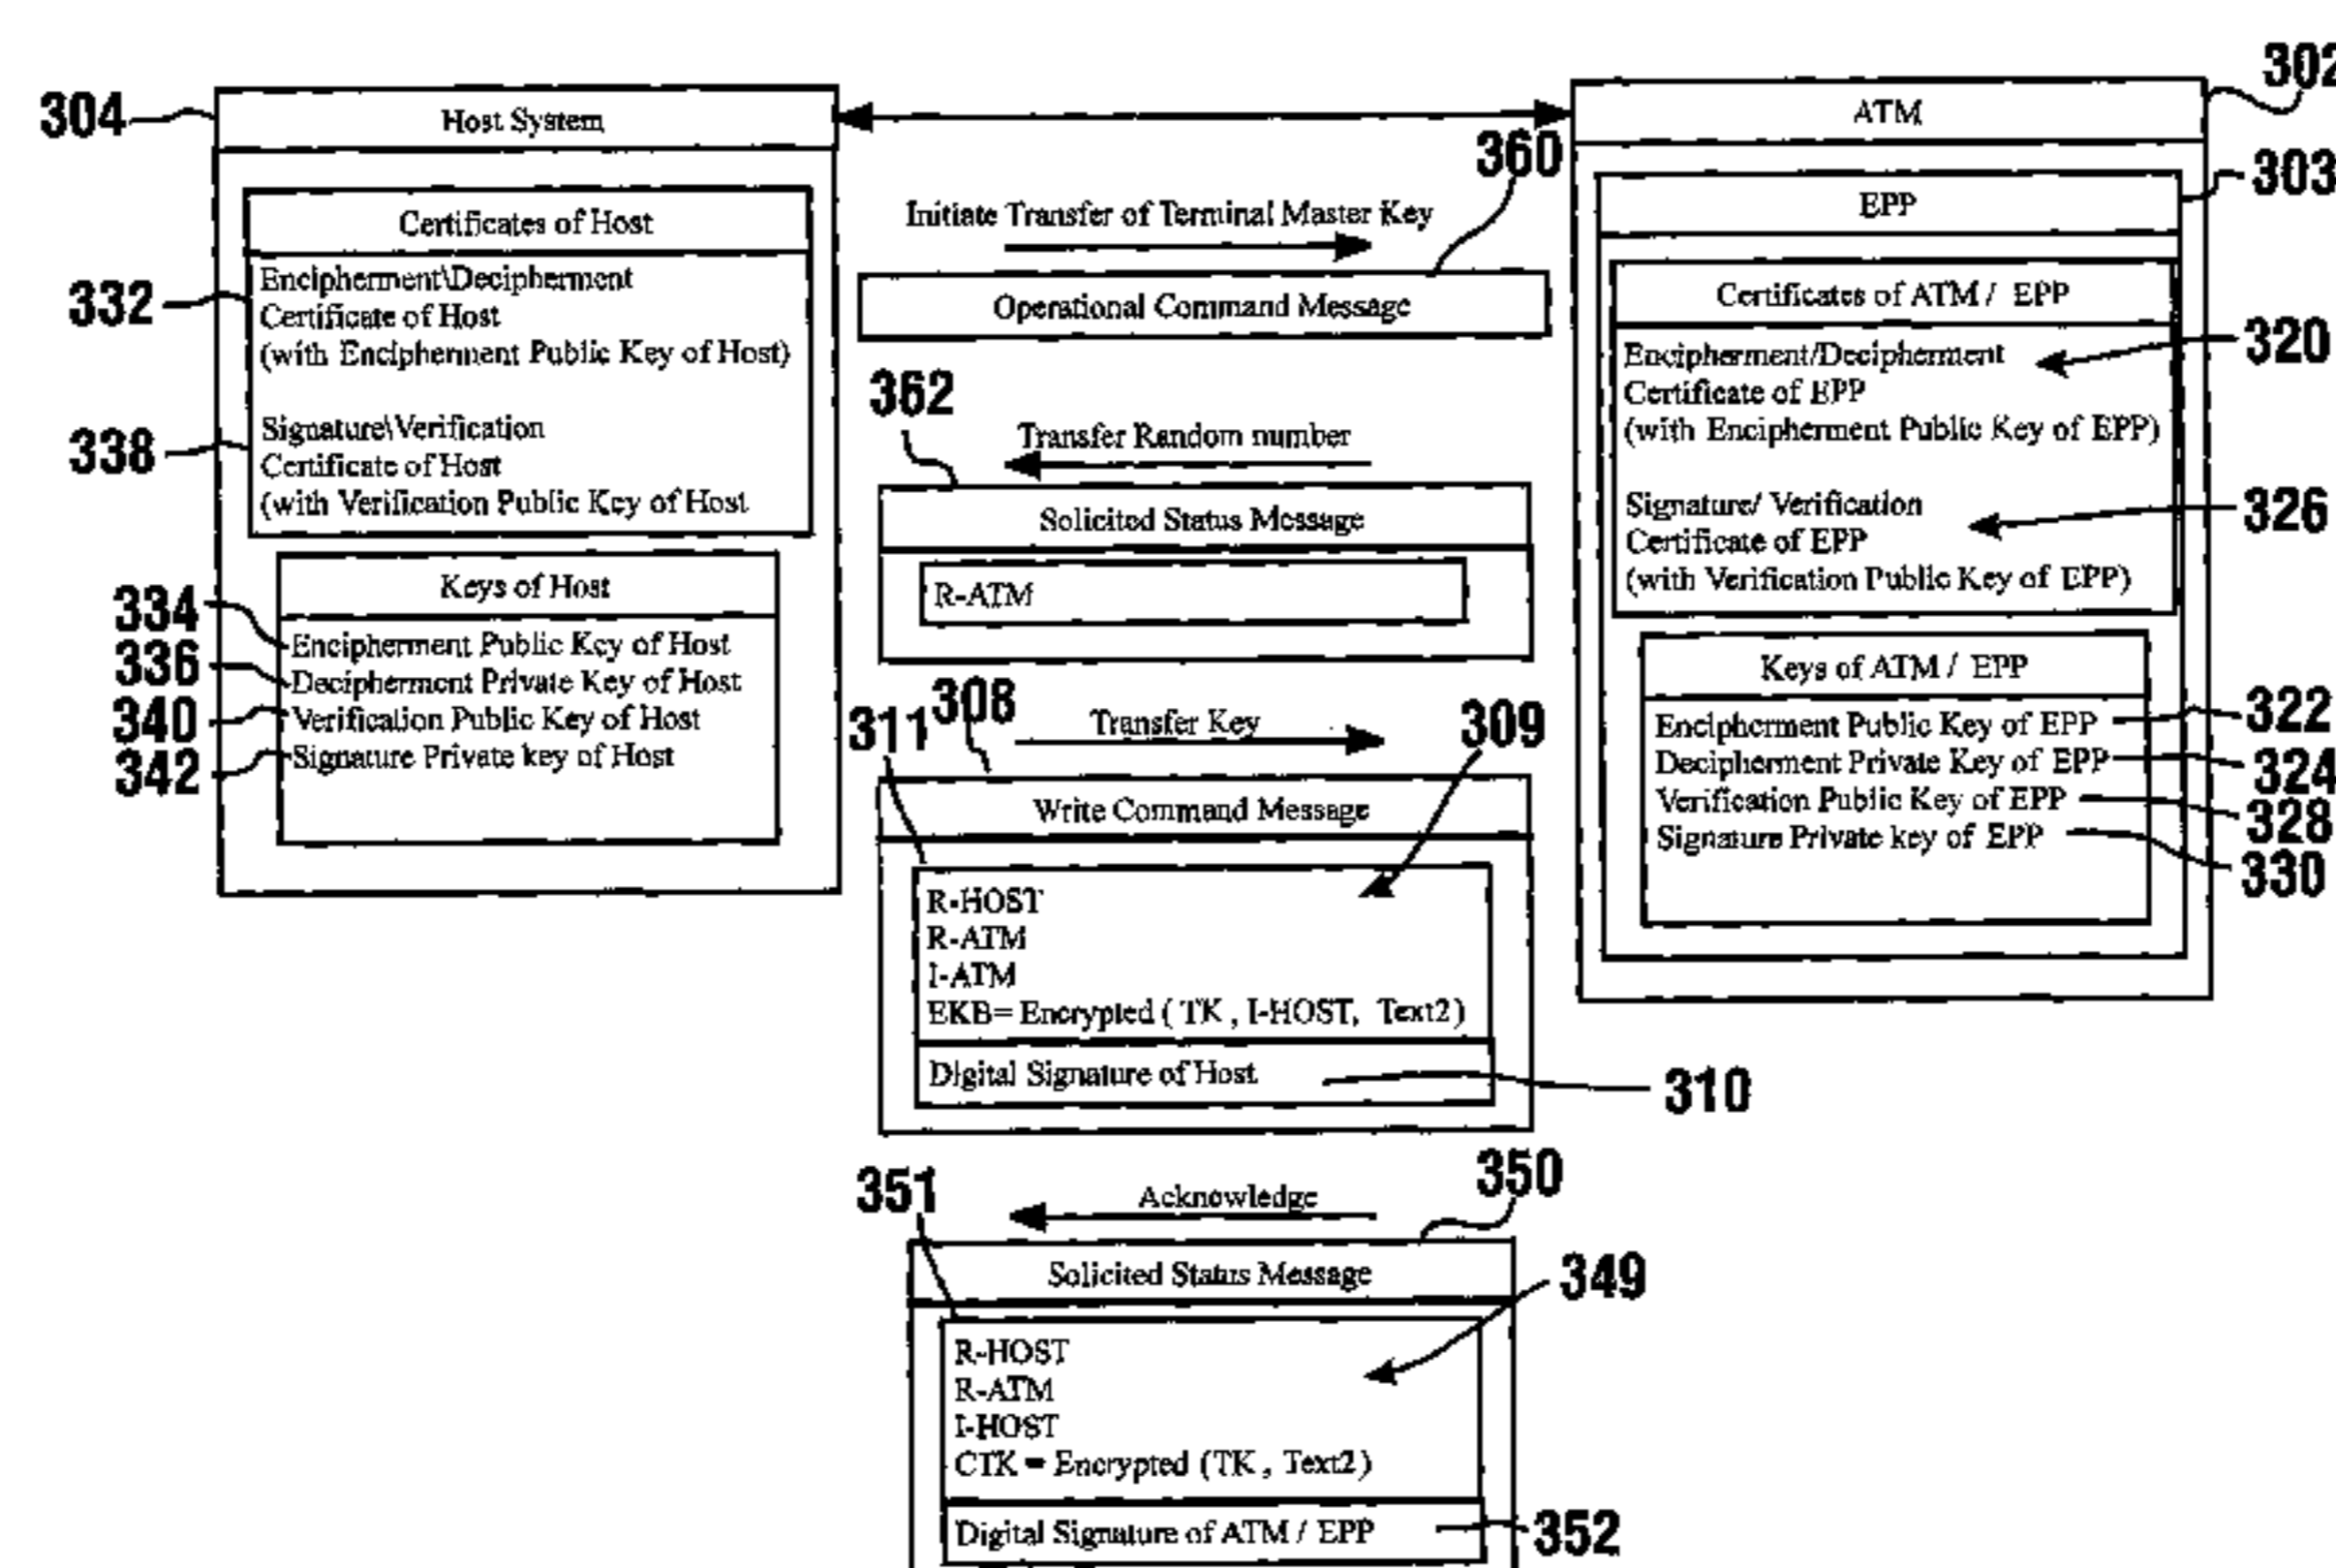 304
Host System
Certificates of Host
332
Encipherment\Decipherment
Certificate of Host
(with Encipherment Public Key of Host)
338
Signature\Verification
Certificate of Host
(with Verification Public Key of Host
Keys of Host
334
Encipherment Public Key of Host
336
Decipherment Private Key of Host
340
Verification Public Key of Host
342
Signature Private key of Host
360
Initiate Transfer of Terminal Master Key
Operational Command Message
362
Transfer Random number
Solicited Status Message
R-ATM
311
308
Transfer Key
309
Write Command Message
R-HOST
R-ATM
I-ATM
EKB= Encrypted ( TK , I-HOST, Text2 )
Digital Signature of Host
310
351
Acknowledge
350
Solicited Status Message
349
R-HOST
R-ATM
I-HOST
CTK = Encrypted (TK , Text2 )
Digital Signature of ATM / EPP
352
302
ATM
303
EPP
Certificates of ATM / EPP
320
Encipherment/Decipherment
Certificate of EPP
(with Encipherment Public Key of EPP)
326
Signature/ Verification
Certificate of EPP
(with Verification Public Key of EPP)
Keys of ATM / EPP
Encipherment Public Key of EPP
322
Decipherment Private Key of EPP
324
Verification Public Key of EPP
328
Signature Private key of EPP
330